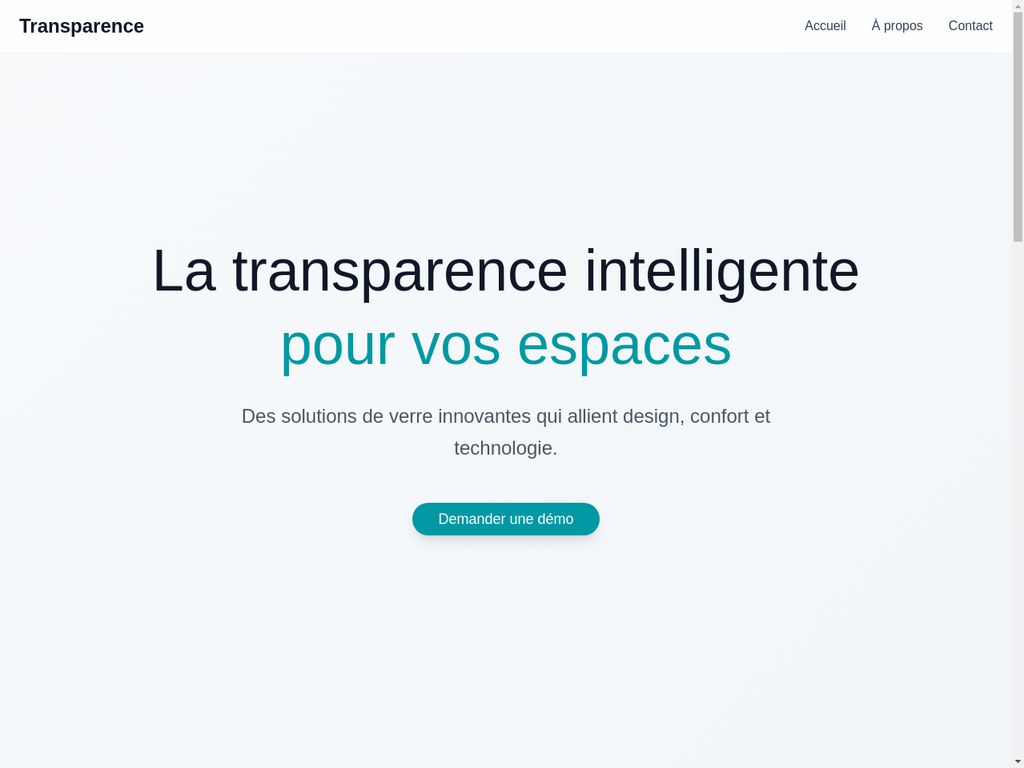 Transparence
Accueil
À propos
Contact
La transparence intelligente
pour vos espaces
Des solutions de verre innovantes qui allient design, confort et
technologie.
Demander une démo